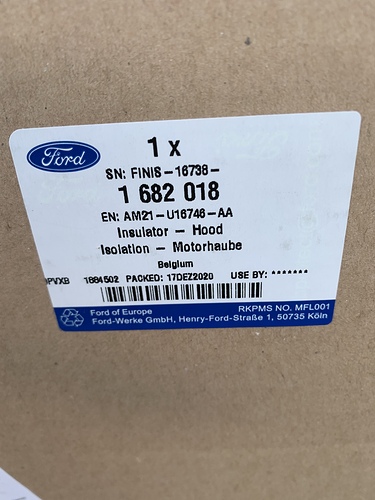 Ford
1 x
SN: FINIS-16738-
1 682 018
EN: AM21-U16746-AA
Insulator - Hood
Isolation - Motorhaube
Belgium
1884502 PACKED: 17DEZ2020 USE BY: *******
RKPMS NO. MFL001
Ford of Europe
Ford-Werke GmbH, Henry-Ford-Straße 1, 50735 Köln